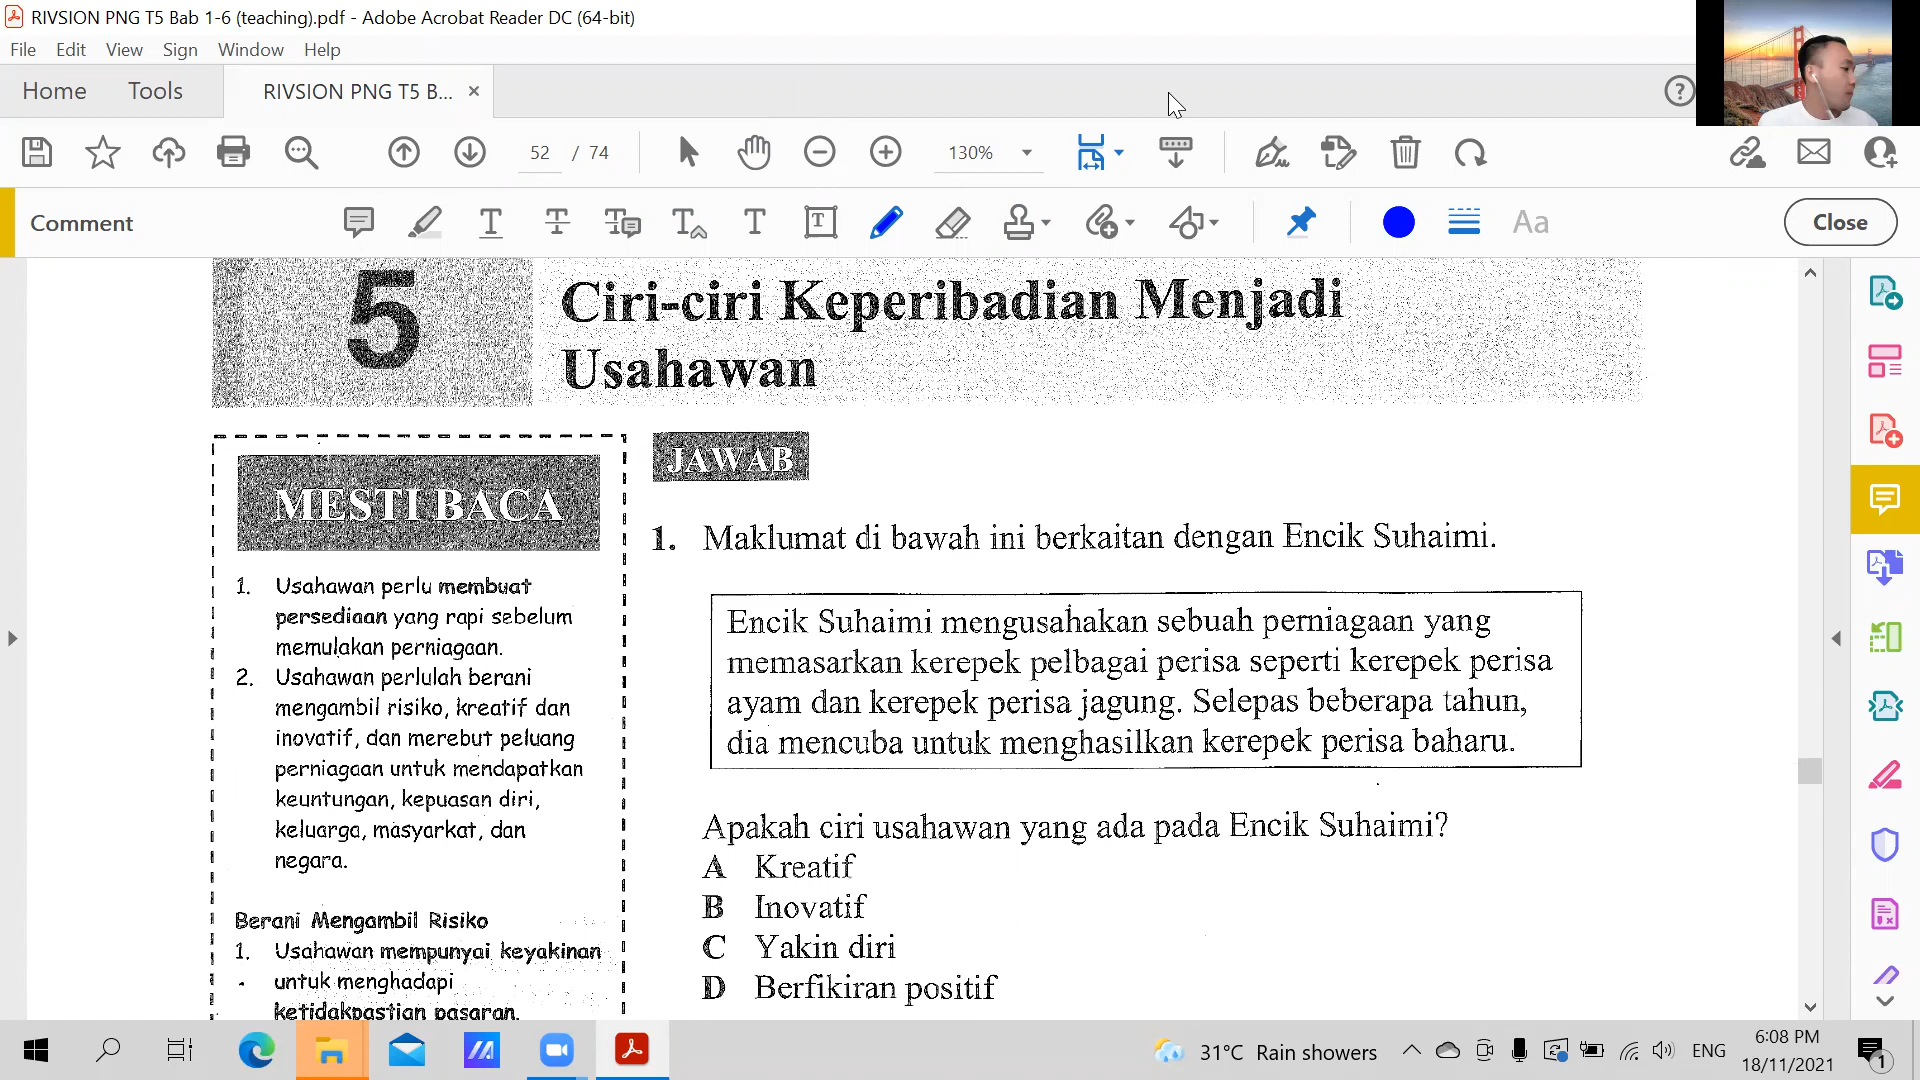 RIVSION PNG T5 Bab 1-6 (teaching).pdf - Adobe Acrobat Reader DC (64-bit)
File Edit View Sign Window Help
Home Tools RIVSION PNG T5 B... ×
52 / 74 130%
Comment Aa Close
5 Ciri-ciri Keperibadian Menjadi
Usahawan
MESTI BACA
1. Usahawan perlu membuat
persediaan yang rapi sebelum
memulakan perniagaan.
2. Usahawan perlulah berani
mengambil risiko, kreatif dan
inovatif, dan merebut peluang
perniagaan untuk mendapatkan
keuntungan, kepuasan diri,
keluarga, masyarkat, dan
negara.
Berani Mengambil Risiko
1. Usahawan mempunyai keyakinan
untuk menghadapi
ketidakpastian pasaran.
JAWAB
1. Maklumat di bawah ini berkaitan dengan Encik Suhaimi.
Encik Suhaimi mengusahakan sebuah perniagaan yang
memasarkan kerepek pelbagai perisa seperti kerepek perisa
ayam dan kerepek perisa jagung. Selepas beberapa tahun,
dia mencuba untuk menghasilkan kerepek perisa baharu.
Apakah ciri usahawan yang ada pada Encik Suhaimi?
A Kreatif
B Inovatif
C Yakin diri
D Berfikiran positif
31°C Rain showers ENG 6:08 PM
18/11/2021 1